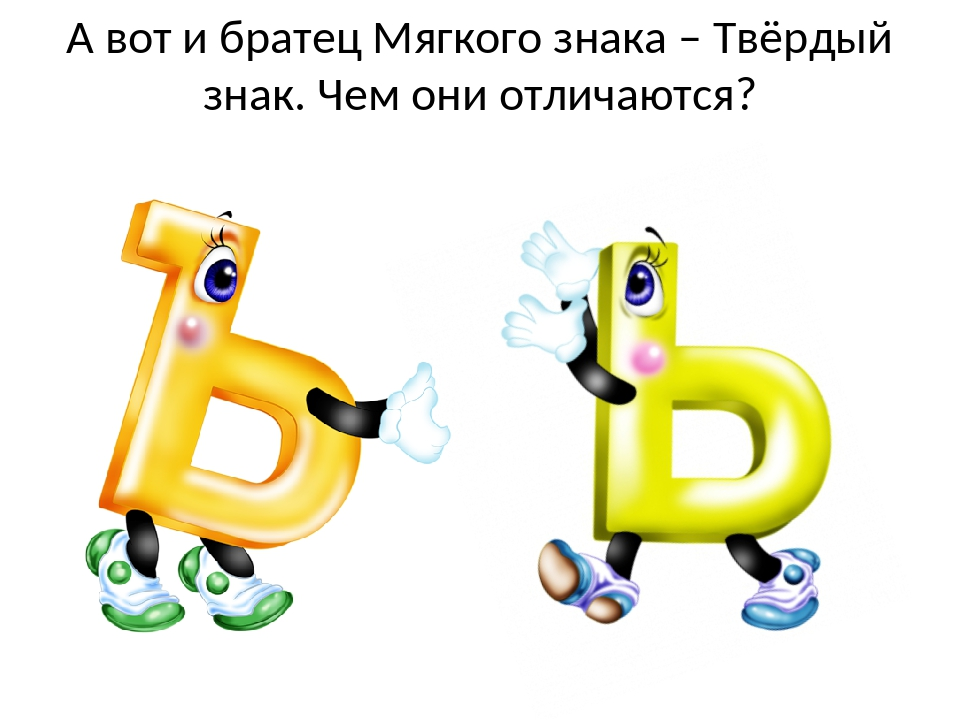 А вот и братец Мягкого знака – Твёрдый
знак. Чем они отличаются?
Ъ Ь